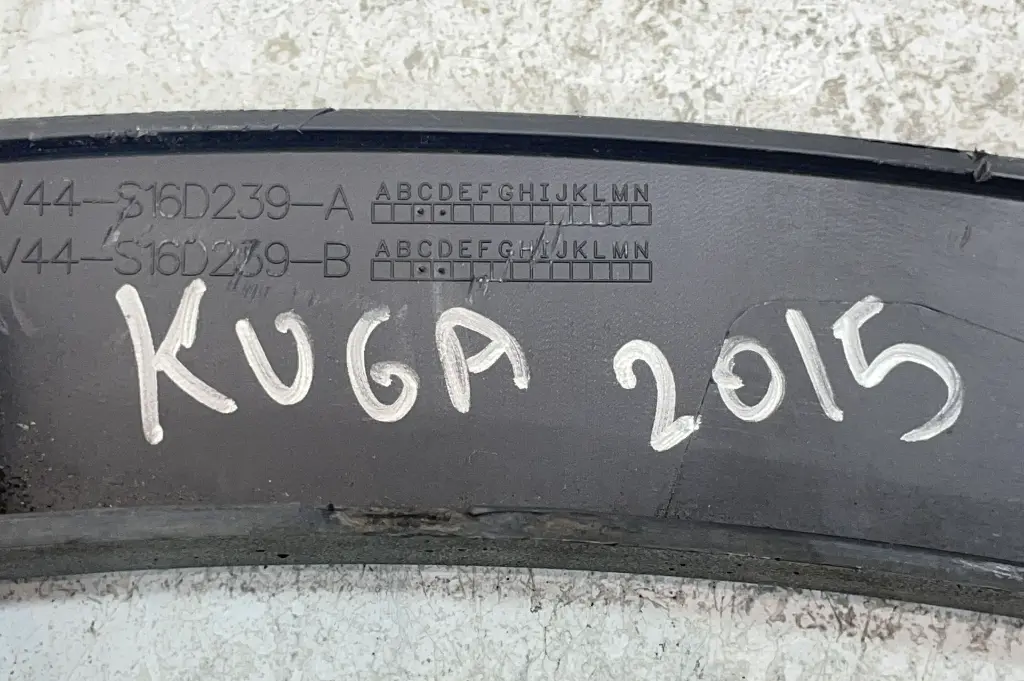 V44-S16D239-A ABCDEFGHIJKLMN
V44-S16D239-B ABCDEFGHIJKLMN
KUGA 2015